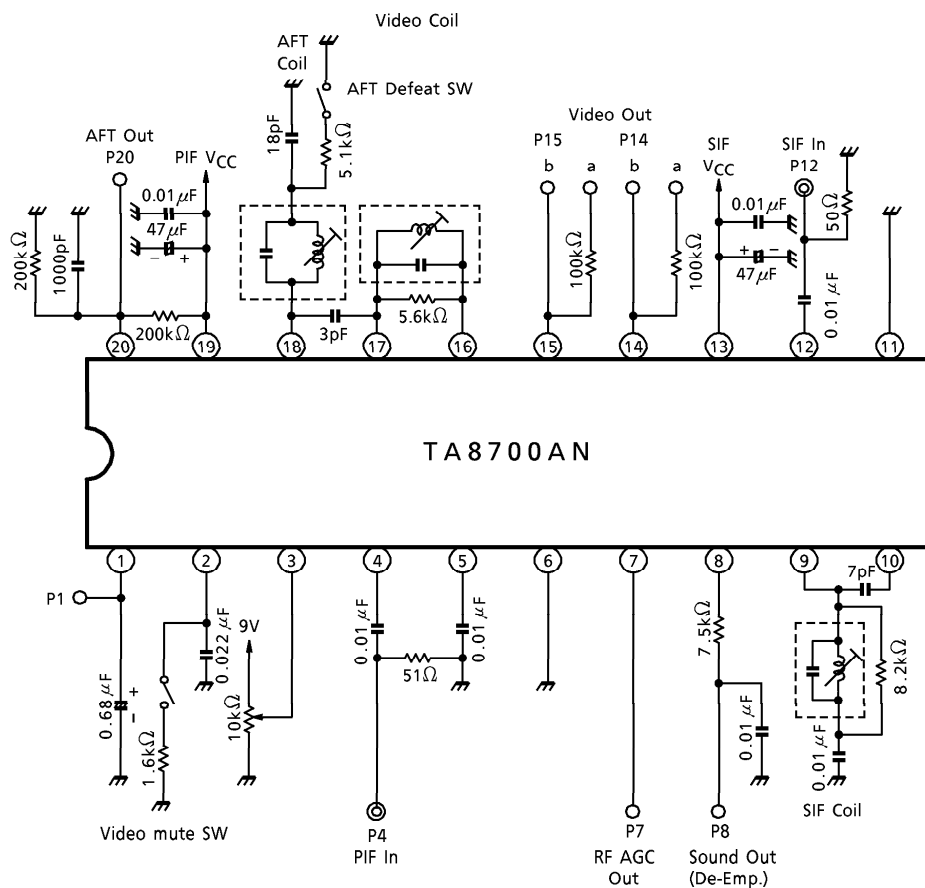 Video Coil
AFT
Coil
AFT Defeat SW
18pF
5.1kΩ
AFT Out
P20
PIF VCC
0.01μF
47μF
− +
200kΩ
1000pF
200kΩ
3pF
5.6kΩ
Video Out
P15
P14
b
a
b
a
100kΩ
100kΩ
SIF
VCC
SIF In
P12
0.01μF
+ −
47μF
50Ω
0.01μF
20
19
18
17
16
15
14
13
12
11
TA8700AN
1
2
3
4
5
6
7
8
9
10
P1
0.68μF
+
−
1.6kΩ
0.022μF
9V
10kΩ
Video mute SW
0.01μF
51Ω
0.01μF
P4
PIF In
P7
RF AGC
Out
7.5kΩ
0.01μF
P8
Sound Out
(De-Emp.)
7pF
8.2kΩ
0.01μF
SIF Coil